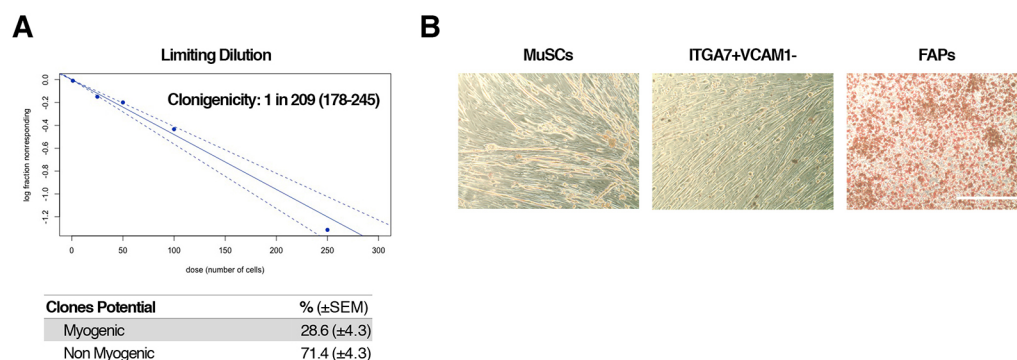 A
Limiting Dilution
Clonigenicity: 1 in 209 (178-245)
log fraction nonresponding
0.0
-0.2
-0.4
-0.6
-0.8
-1.0
-1.2
0 50 100 150 200 250 300
dose (number of cells)
Clones Potential % (±SEM)
Myogenic 28.6 (±4.3)
Non Myogenic 71.4 (±4.3)
B
MuSCs ITGA7+VCAM1- FAPs